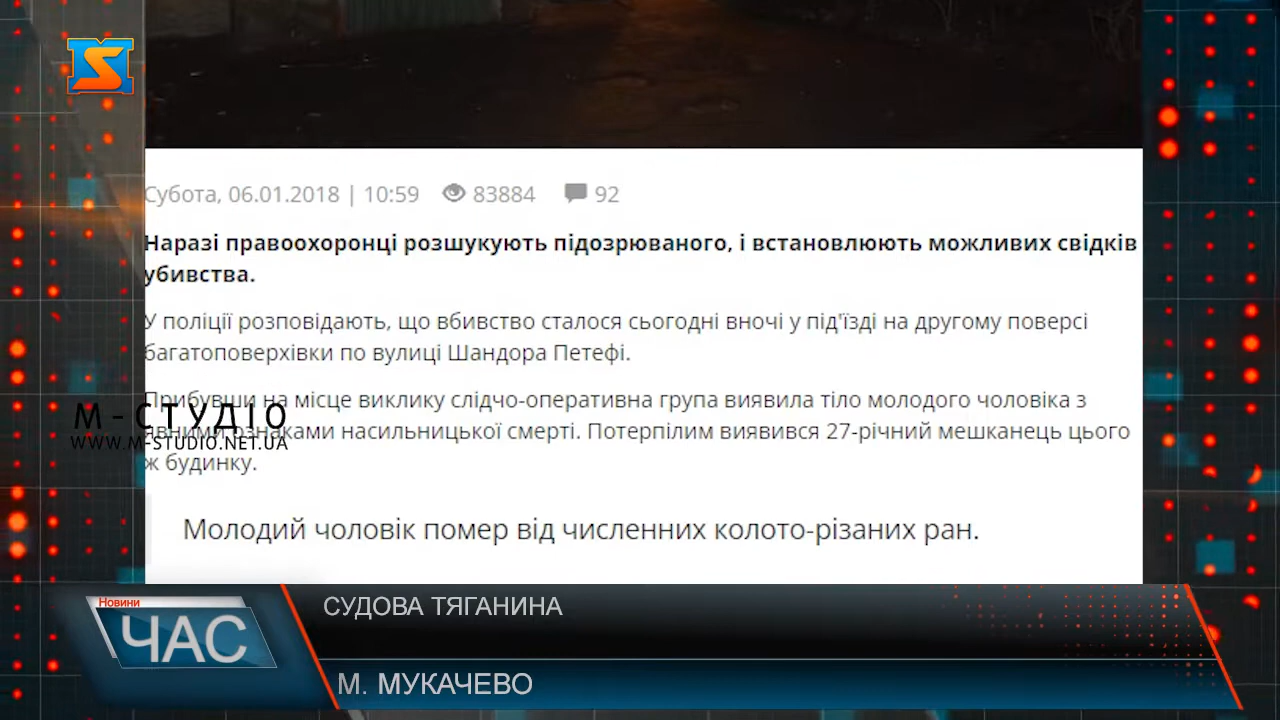 Субота, 06.01.2018 | 10:59 83884 92
Наразі правоохоронці розшукують підозрюваного, і встановлюють можливих свідків
убивства.
У поліції розповідають, що вбивство сталося сьогодні вночі у під'їзді на другому поверсі
багатоповерхівки по вулиці Шандора Петефі.
Прибувши на місце виклику слідчо-оперативна група виявила тіло молодого чоловіка з
явними ознаками насильницької смерті. Потерпілим виявився 27-річний мешканець цього
ж будинку.
М-СТУДІО
WWW.M-STUDIO.NET.UA
Молодий чоловік помер від численних колото-різаних ран.
Новини
ЧАС
СУДОВА ТЯГАНИНА
М. МУКАЧЕВО